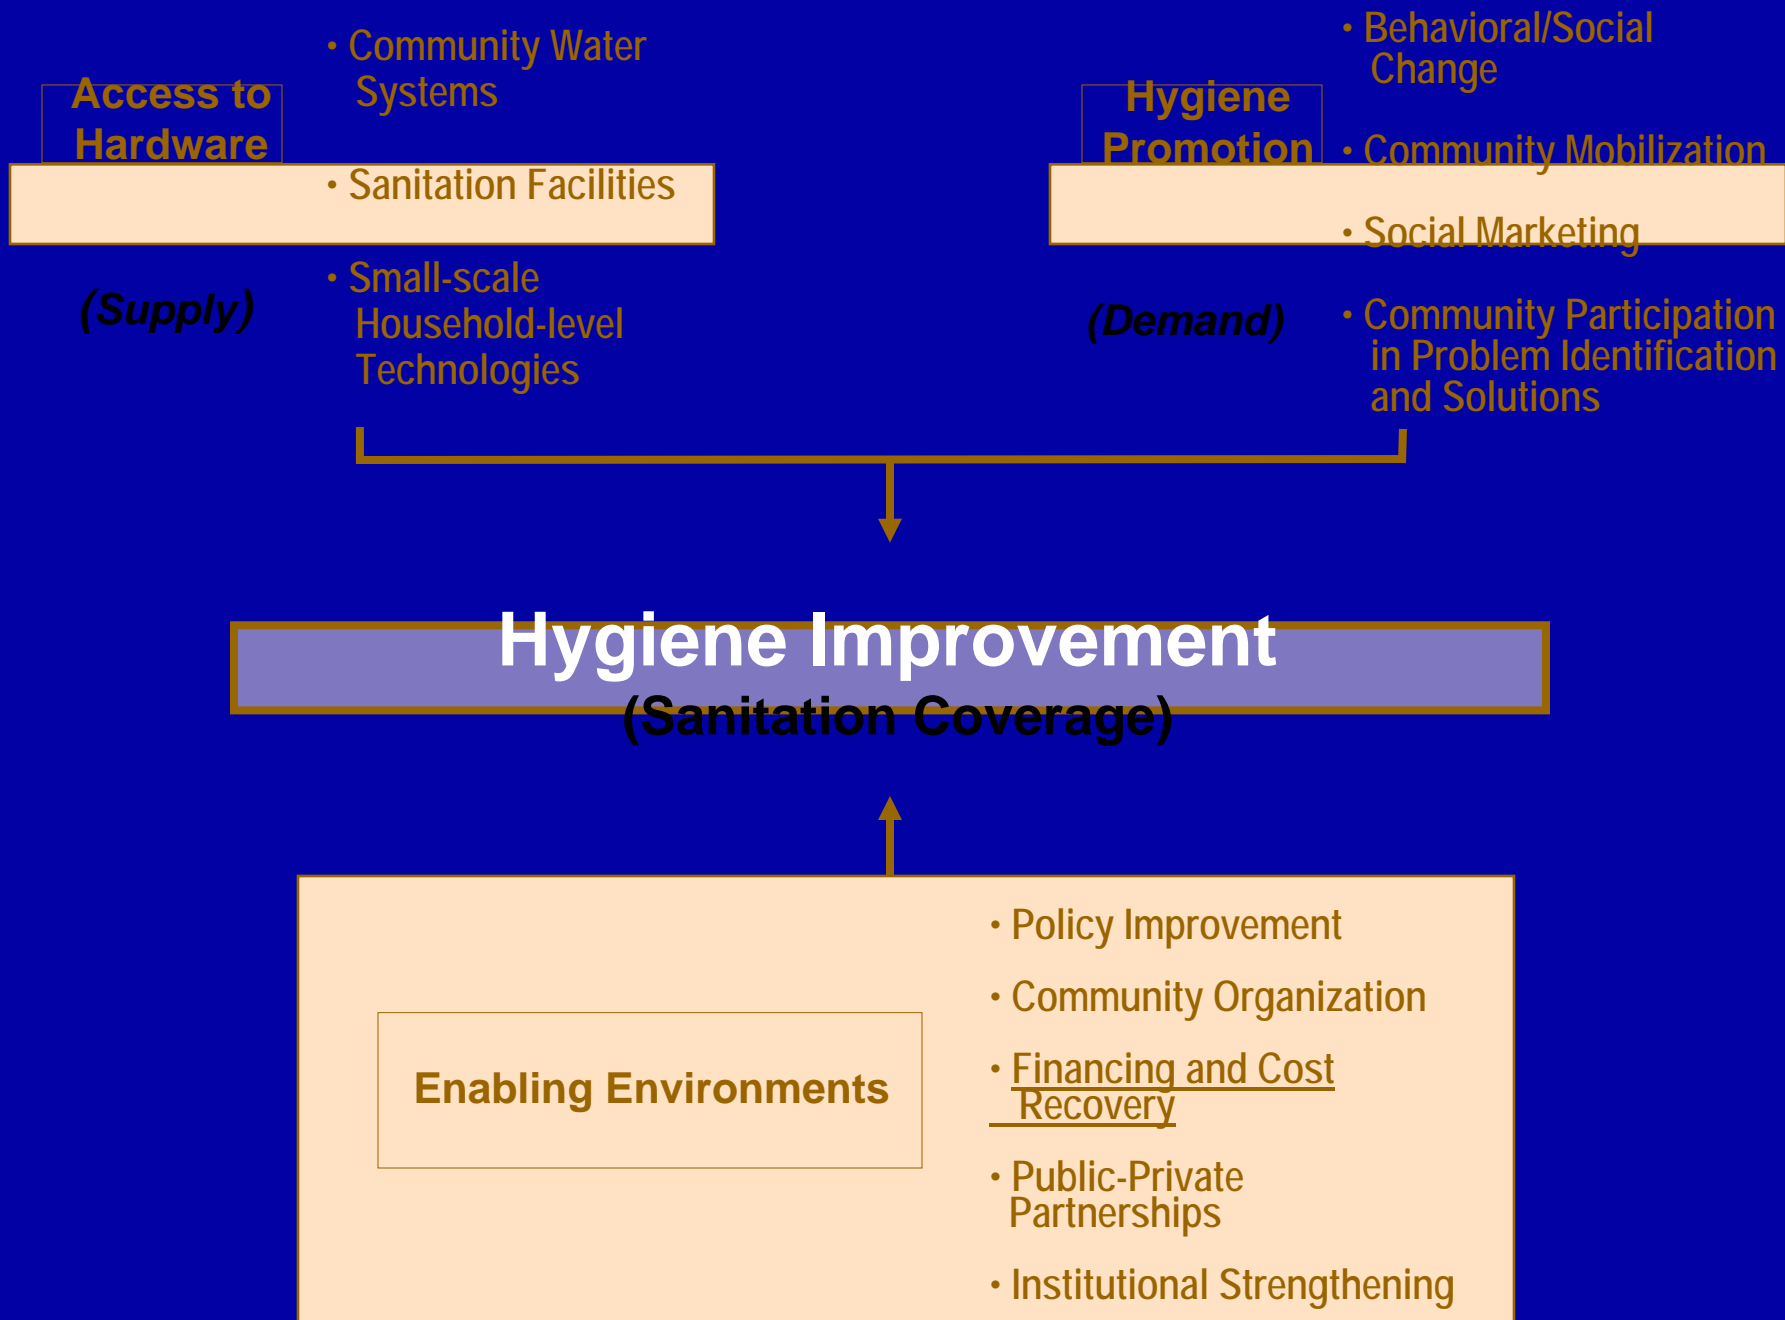 Access to
Hardware
(Supply)
• Community Water
Systems
• Sanitation Facilities
• Small-scale
Household-level
Technologies
Hygiene
Promotion
(Demand)
• Behavioral/Social
Change
• Community Mobilization
• Social Marketing
• Community Participation
in Problem Identification
and Solutions
Hygiene Improvement
(Sanitation Coverage)
Enabling Environments
• Policy Improvement
• Community Organization
• Financing and Cost
Recovery
• Public-Private
Partnerships
• Institutional Strengthening